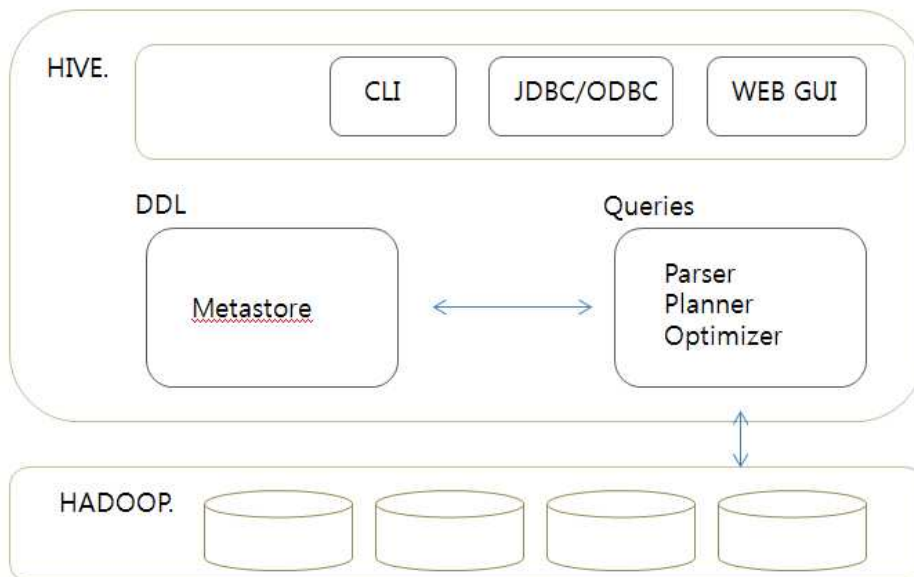 HIVE.
CLI
JDBC/ODBC
WEB GUI
DDL
Queries
Metastore
Parser
Planner
Optimizer
HADOOP.